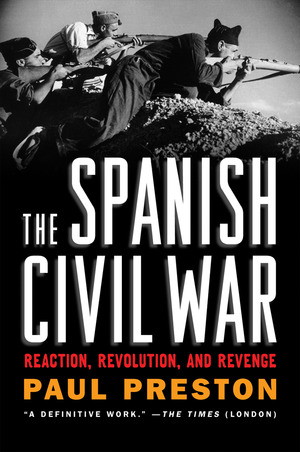 THE SPANISH
CIVIL WAR
REACTION, REVOLUTION, AND REVENGE
PAUL PRESTON
“A DEFINITIVE WORK.” —THE TIMES (LONDON)